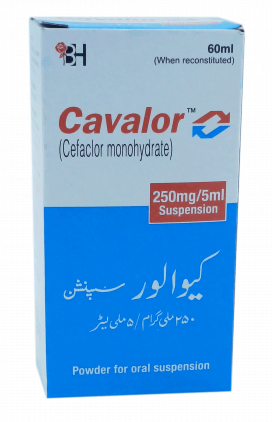 BH
60ml
(When reconstituted)
Cavalor™
(Cefaclor monohydrate)
250mg/5ml
Suspension
کیوالور سسپنشن
۲۵۰ ملی گرام / ۵ ملی لیٹر
Powder for oral suspension